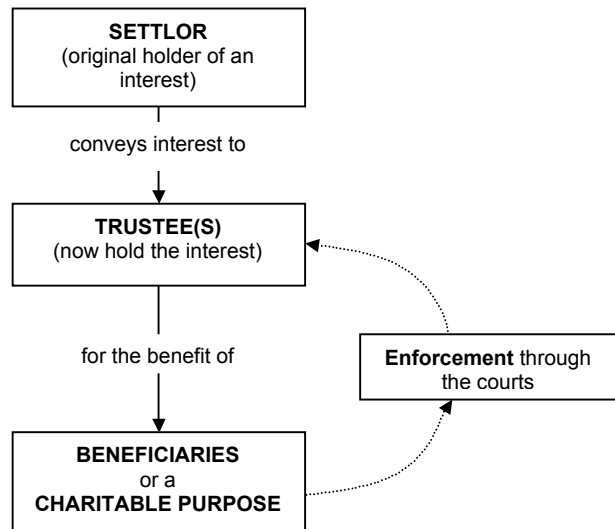 SETTLOR
(original holder of an
interest)
conveys interest to
TRUSTEE(S)
(now hold the interest)
for the benefit of
Enforcement through
the courts
BENEFICIARIES
or a
CHARITABLE PURPOSE